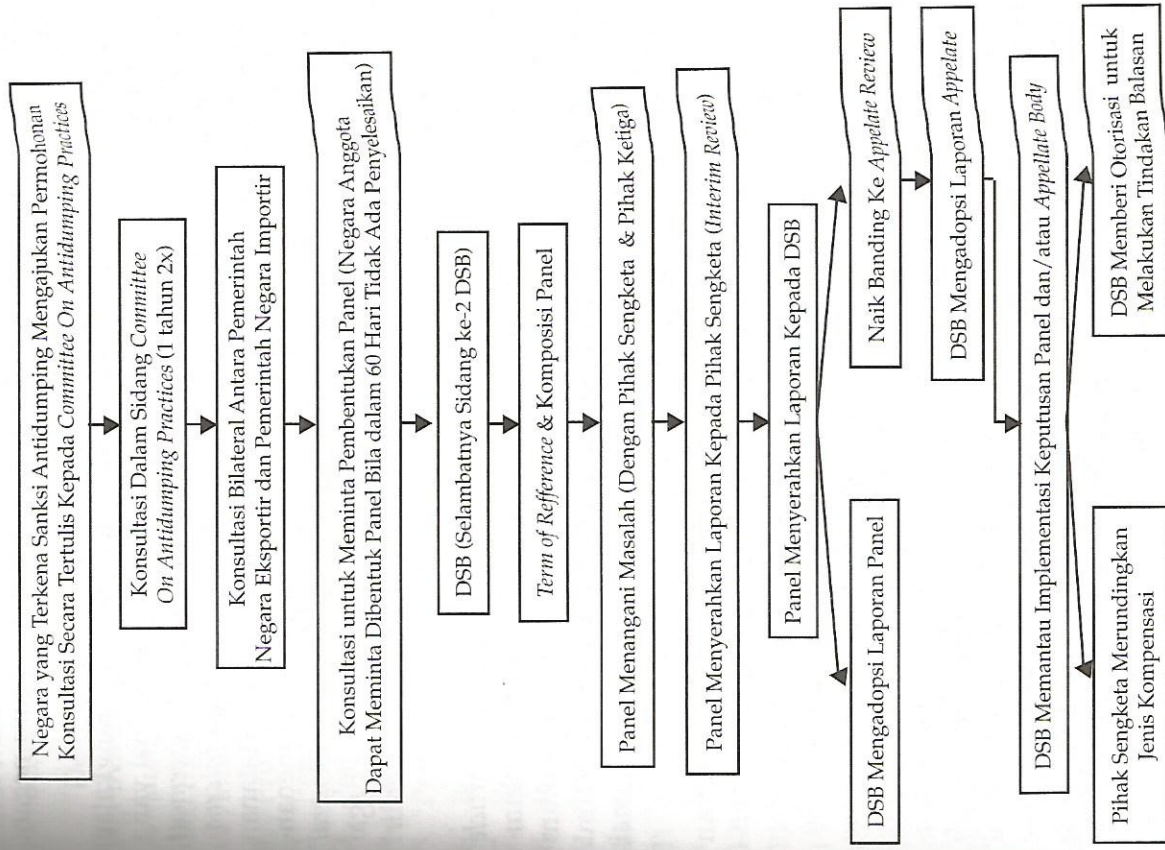 Negara yang Terkena Sanksi Antidumping Mengajukan Permohonan
Konsultasi Secara Tertulis Kepada Committee On Antidumping Practices
Konsultasi Dalam Sidang Committee
On Antidumping Practices (1 tahun 2x)
Konsultasi Bilateral Antara Pemerintah
Negara Eksportir dan Pemerintah Negara Importir
Konsultasi untuk Meminta Pembentukan Panel (Negara Anggota
Dapat Meminta Dibentuk Panel Bila dalam 60 Hari Tidak Ada Penyelesaikan)
DSB (Selambatnya Sidang ke-2 DSB)
Term of Refference & Komposisi Panel
Panel Menangani Masalah (Dengan Pihak Sengketa & Pihak Ketiga)
Panel Menyerahkan Laporan Kepada Pihak Sengketa (Interim Review)
Panel Menyerahkan Laporan Kepada DSB
DSB Mengadopsi Laporan Panel
Naik Banding Ke Appelate Review
DSB Mengadopsi Laporan Appelate
DSB Memantau Implementasi Keputusan Panel dan/atau Appellate Body
Pihak Sengketa Merundingkan
Jenis Kompensasi
DSB Memberi Otorisasi untuk
Melakukan Tindakan Balasan